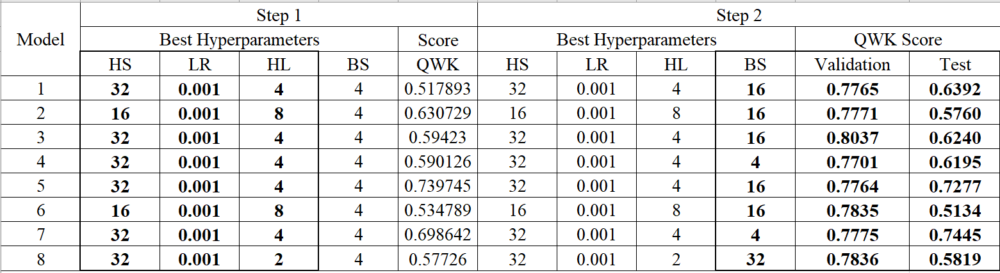 Step 1 Step 2
Model Best Hyperparameters Score Best Hyperparameters QWK Score
HS LR HL BS QWK HS LR HL BS Validation Test
1 32 0.001 4 4 0.517893 32 0.001 4 16 0.7765 0.6392
2 16 0.001 8 4 0.630729 16 0.001 8 16 0.7771 0.5760
3 32 0.001 4 4 0.59423 32 0.001 4 16 0.8037 0.6240
4 32 0.001 4 4 0.590126 32 0.001 4 4 0.7701 0.6195
5 32 0.001 4 4 0.739745 32 0.001 4 16 0.7764 0.7277
6 16 0.001 8 4 0.534789 16 0.001 8 16 0.7835 0.5134
7 32 0.001 4 4 0.698642 32 0.001 4 4 0.7775 0.7445
8 32 0.001 2 4 0.57726 32 0.001 2 32 0.7836 0.5819